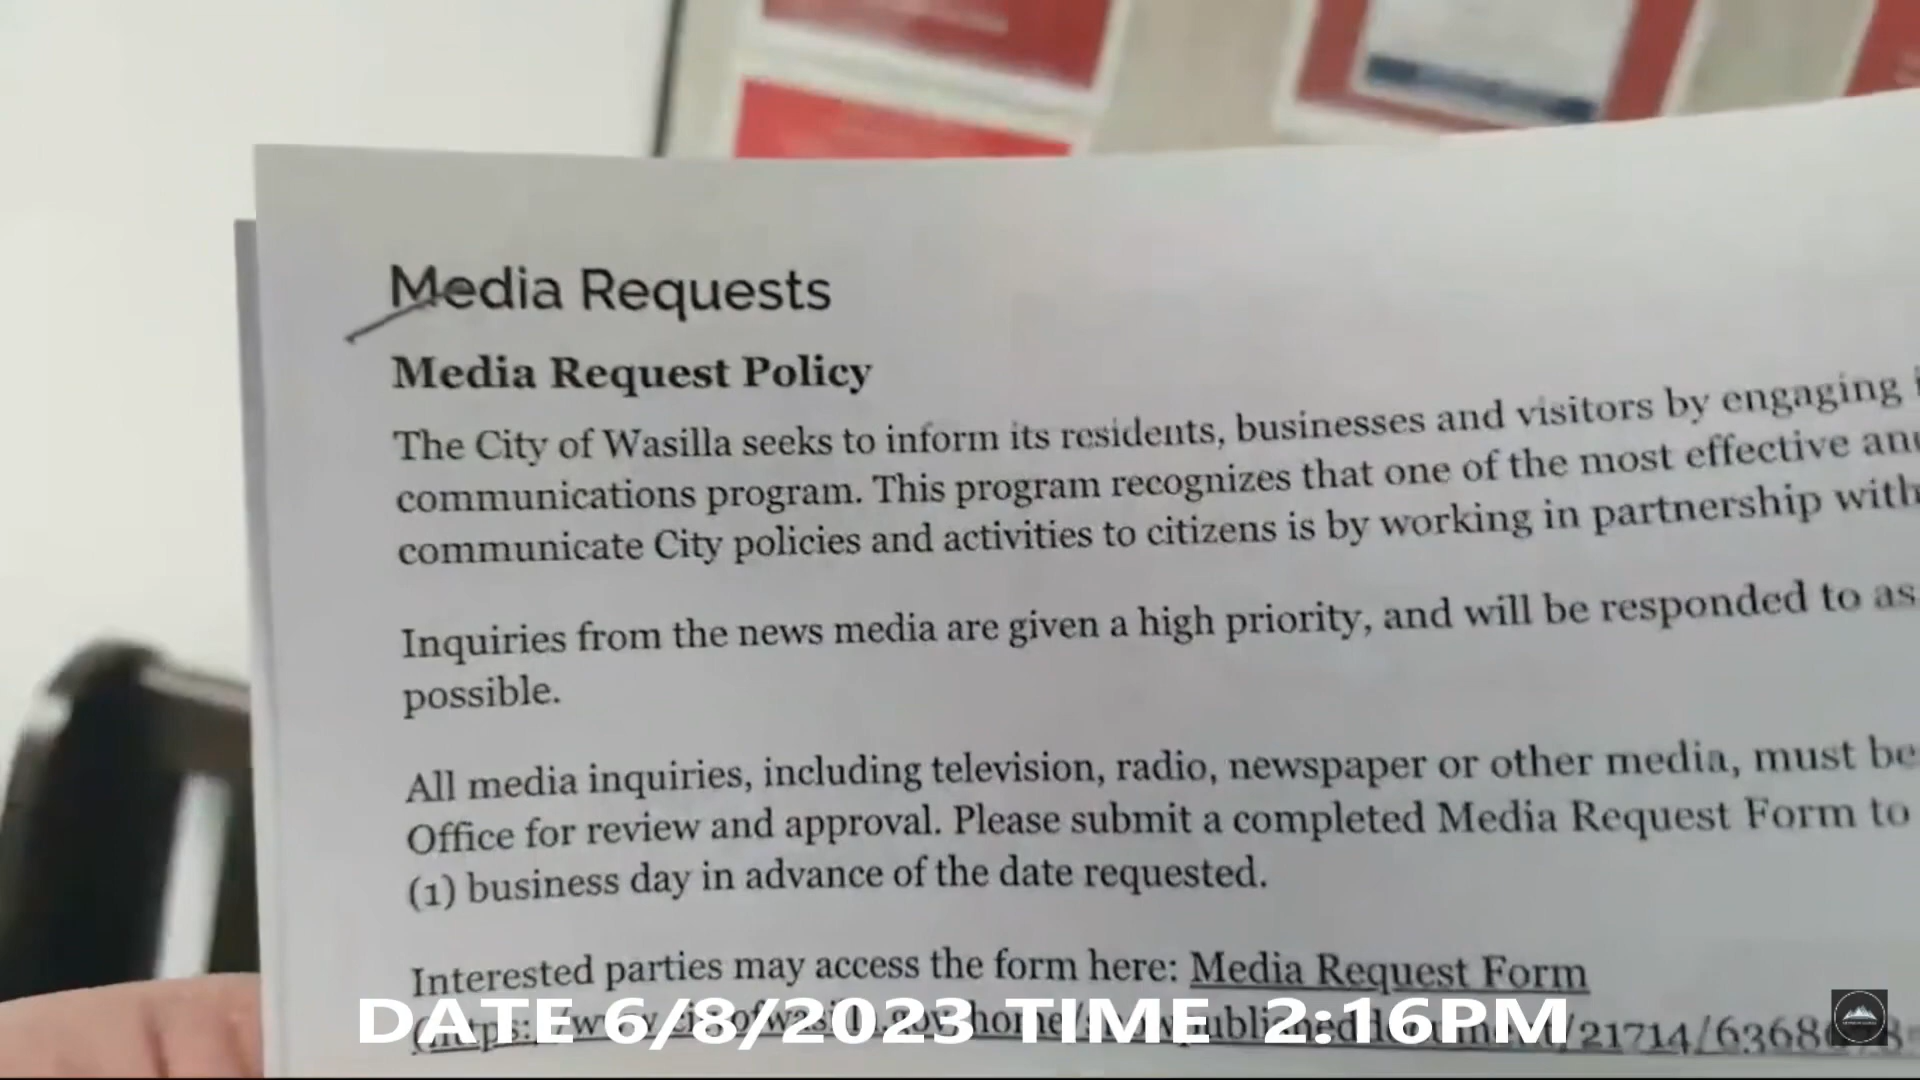 Media Requests
Media Request Policy
The City of Wasilla seeks to inform its residents, businesses and visitors by engaging
communications program. This program recognizes that one of the most effective
communicate City policies and activities to citizens is by working in partnership with
Inquiries from the news media are given a high priority, and will be responded to as
possible.
All media inquiries, including television, radio, newspaper or other media, must be
Office for review and approval. Please submit a completed Media Request Form to
(1) business day in advance of the date requested.
Interested parties may access the form here: Media Request Form
DATE 6/8/2023 TIME 2:16PM